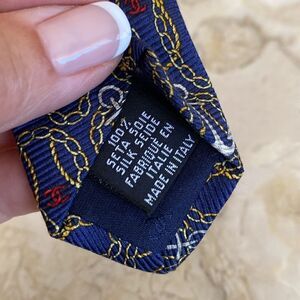 100%
SETA SOIE
SILK SEIDE
FABRIQUE EN
ITALIE
MADE IN ITALY